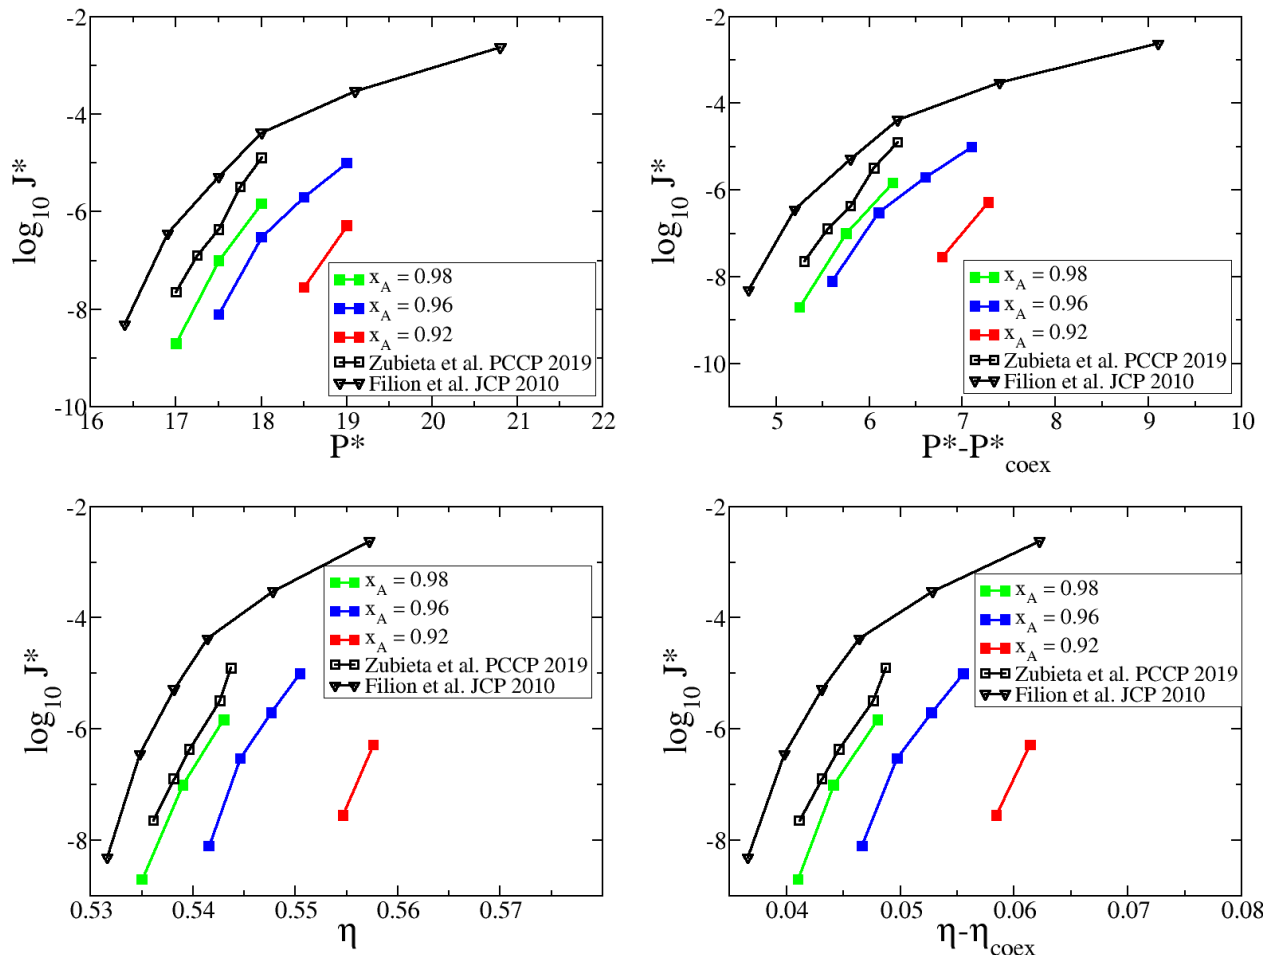 -2
-4
-6
-8
-10
log10 J*
16 17 18 19 20 21 22
P*
xA = 0.98
xA = 0.96
xA = 0.92
Zubieta et al. PCCP 2019
Filion et al. JCP 2010
-2
-4
-6
-8
-10
log10 J*
5 6 7 8 9 10
P*-P*coex
xA = 0.98
xA = 0.96
xA = 0.92
Zubieta et al. PCCP 2019
Filion et al. JCP 2010
-2
-4
-6
-8
log10 J*
0.53 0.54 0.55 0.56 0.57
η
xA = 0.98
xA = 0.96
xA = 0.92
Zubieta et al. PCCP 2019
Filion et al. JCP 2010
-2
-4
-6
-8
log10 J*
0.04 0.05 0.06 0.07 0.08
η-ηcoex
xA = 0.98
xA = 0.96
xA = 0.92
Zubieta et al. PCCP 2019
Filion et al. JCP 2010